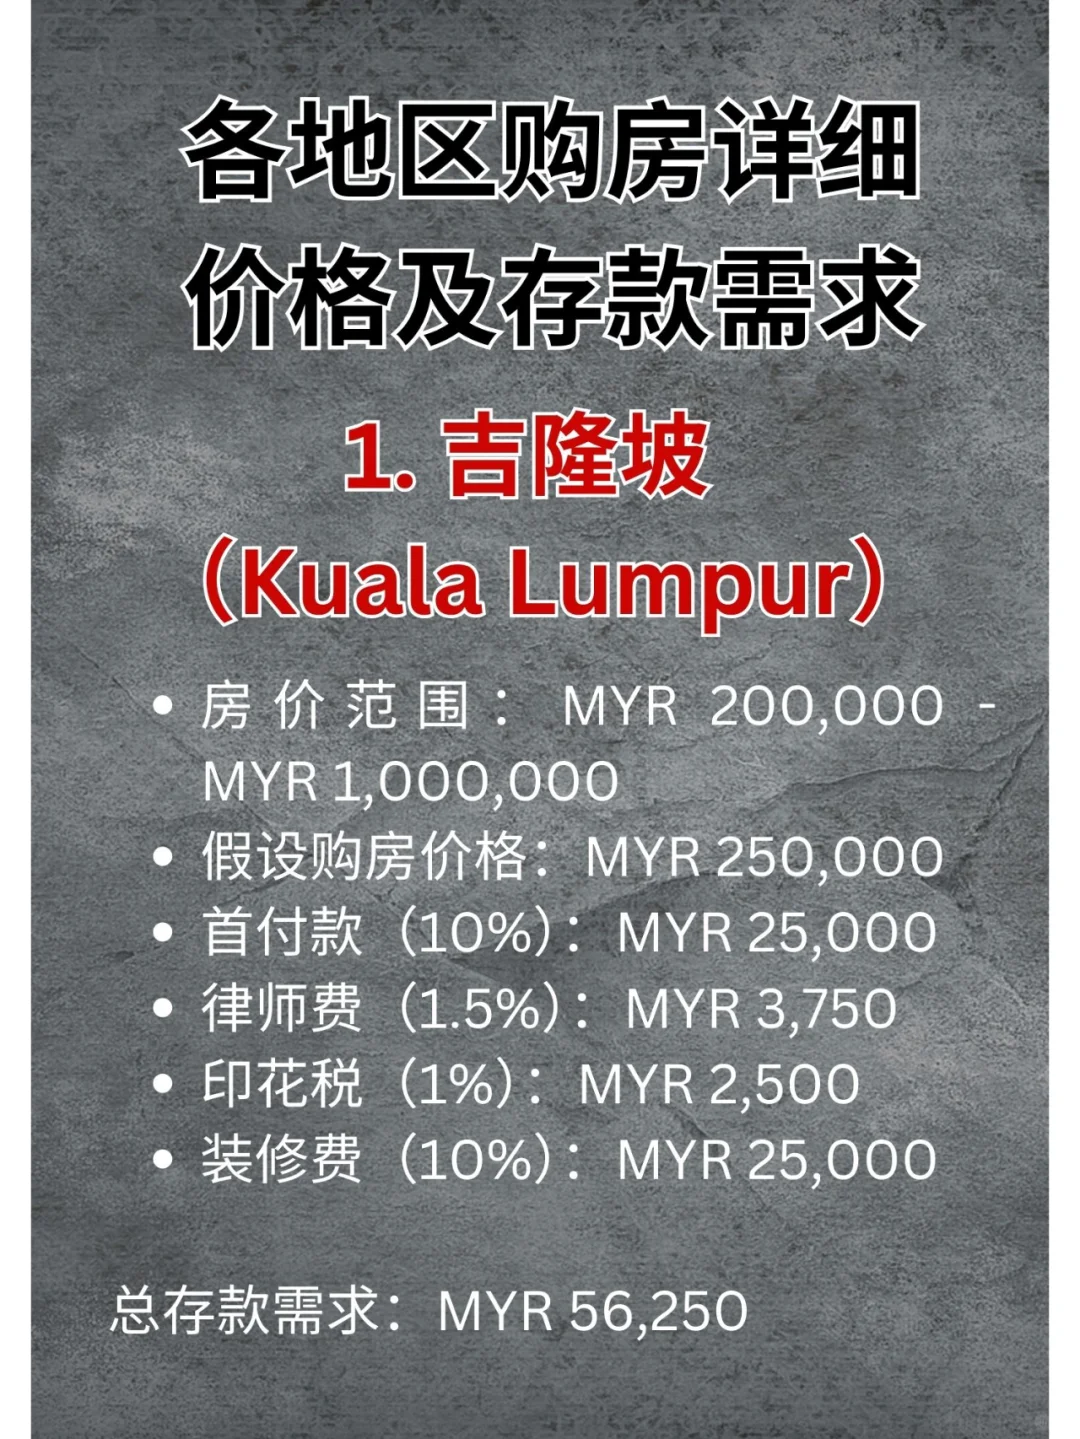 各地区购房详细
价格及存款需求
1. 吉隆坡
（Kuala Lumpur）
• 房价范围：MYR 200,000 -
MYR 1,000,000
• 假设购房价格：MYR 250,000
• 首付款（10%）：MYR 25,000
• 律师费（1.5%）：MYR 3,750
• 印花税（1%）：MYR 2,500
• 装修费（10%）：MYR 25,000
总存款需求：MYR 56,250